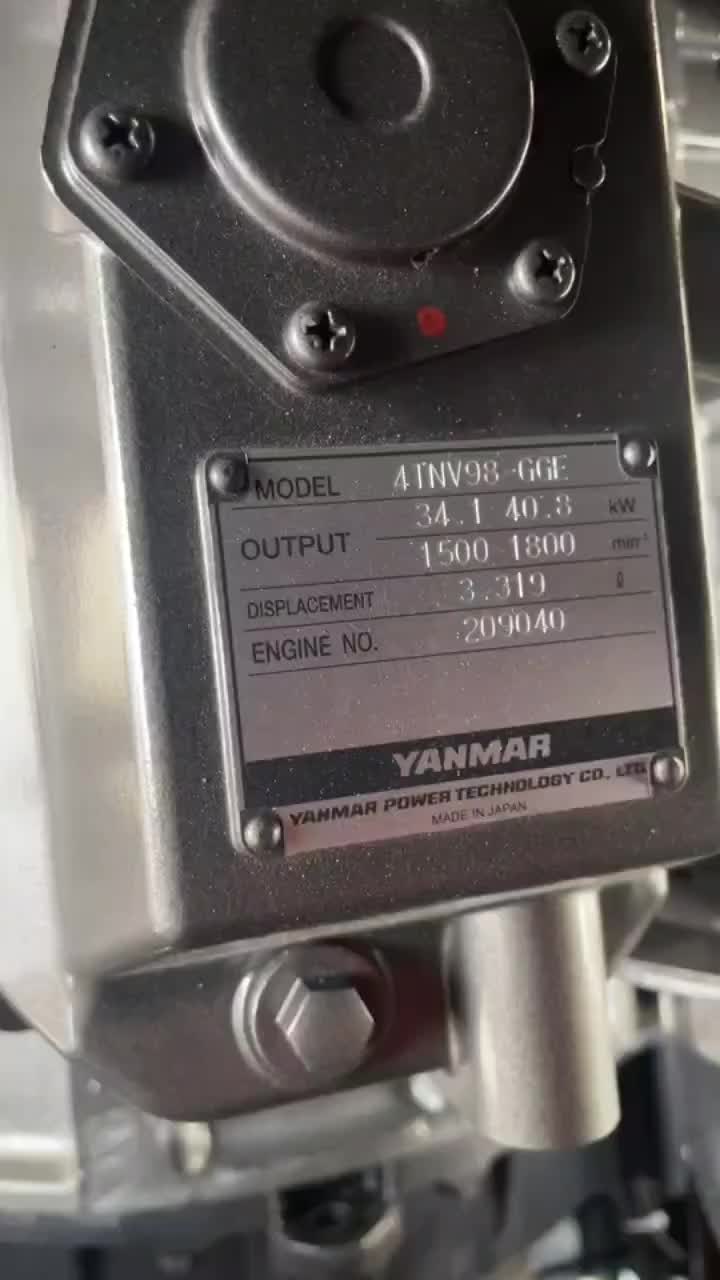 MODEL 4TNV98-GGE
OUTPUT 34.1 40.8 kW
1500 1800 min⁻¹
DISPLACEMENT 3.319 ℓ
ENGINE NO. 209040
YANMAR
YANMAR POWER TECHNOLOGY CO., LTD.
MADE IN JAPAN